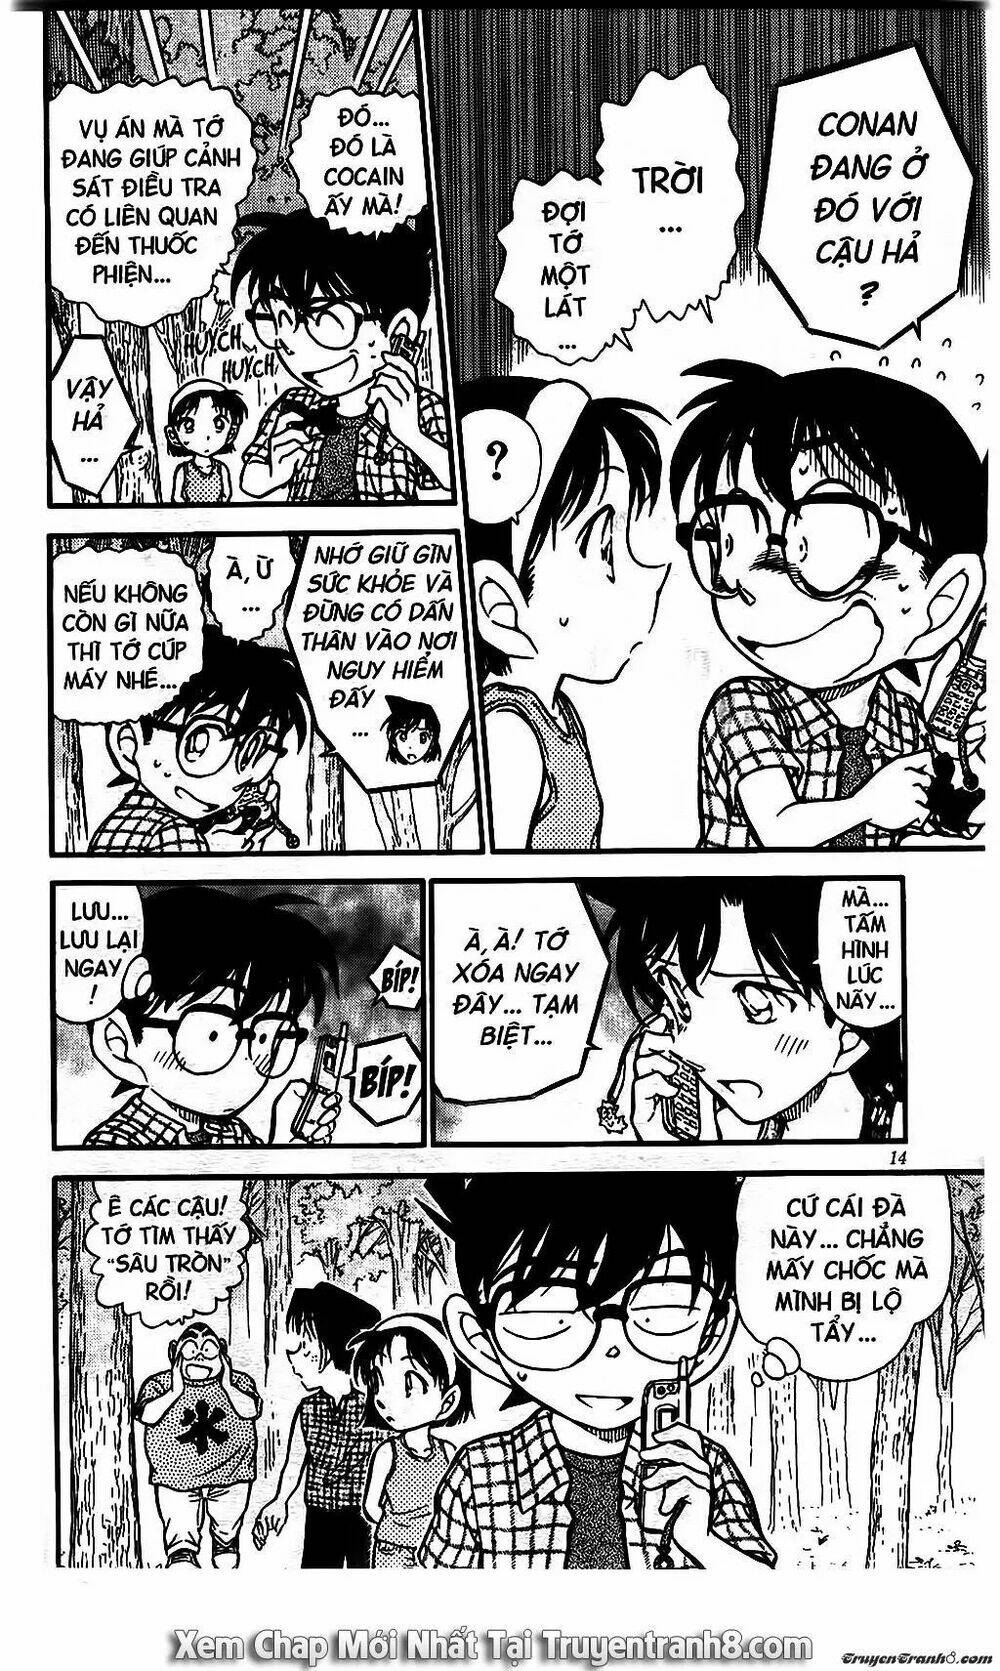 CONAN
ĐANG Ở
ĐÓ VỚI
CẬU HẢ
?
TRỜI
...
ĐỢI
TỚ
MỘT
LÁT
...
?
ĐÓ...
ĐÓ LÀ
COCAIN
ẤY MÀ!
VỤ ÁN MÀ TỚ
ĐANG GIÚP CẢNH
SÁT ĐIỀU TRA
CÓ LIÊN QUAN
ĐẾN THUỐC
PHIỆN...
HUỴCH
HUỴCH
VẬY
HẢ
...
NHỚ GIỮ GÌN
SỨC KHỎE VÀ
ĐỪNG CÓ DẤN
THÂN VÀO NƠI
NGUY HIỂM
ĐẤY
...
À, Ừ
...
NẾU KHÔNG
CÒN GÌ NỮA
THÌ TỚ CÚP
MÁY NHÉ...
MÀ...
TẤM
HÌNH
LÚC
NÃY...
À, À! TỚ
XÓA NGAY
ĐÂY... TẠM
BIỆT...
BÍP!
BÍP!
LƯU...
LƯU LẠI
NGAY
!
14
CỨ CÁI ĐÀ
NÀY... CHẲNG
MẤY CHỐC MÀ
MÌNH BỊ LỘ
TẨY...
Ê CÁC CẬU!
TỚ TÌM THẤY
"SÂU TRÒN"
RỒI!
Xem Chap Mới Nhất Tại Truyentranh8.com
TruyenTranh8.com